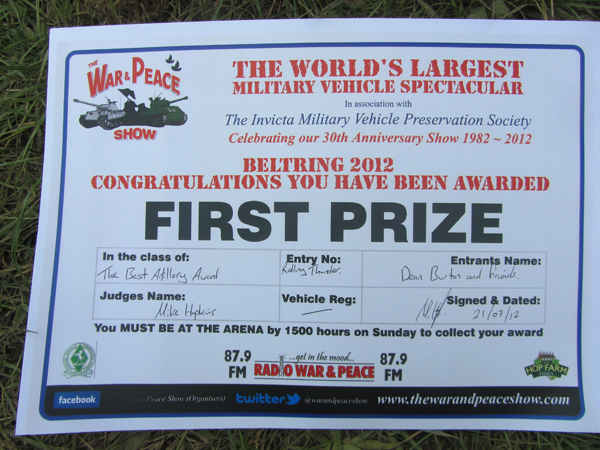 THE
WAR & PEACE
SHOW
THE WORLD'S LARGEST
MILITARY VEHICLE SPECTACULAR
In association with
The Invicta Military Vehicle Preservation Society
Celebrating our 30th Anniversary Show 1982 ~ 2012
BELTRING 2012
CONGRATULATIONS YOU HAVE BEEN AWARDED
FIRST PRIZE
In the class of: Entry No: Entrants Name:
The Best Artillery Award Rolling Thunder. Dean Burton and friends.
Judges Name: Vehicle Reg: Signed & Dated:
Mike Hopkins 21/07/12
You MUST BE AT THE ARENA by 1500 hours on Sunday to collect your award
87.9 ...get in the mood... 87.9
FM RADIO WAR & PEACE FM
HOP FARM
facebook Peace Show (Organisers) twitter @warandpeaceshow www.thewarandpeaceshow.com